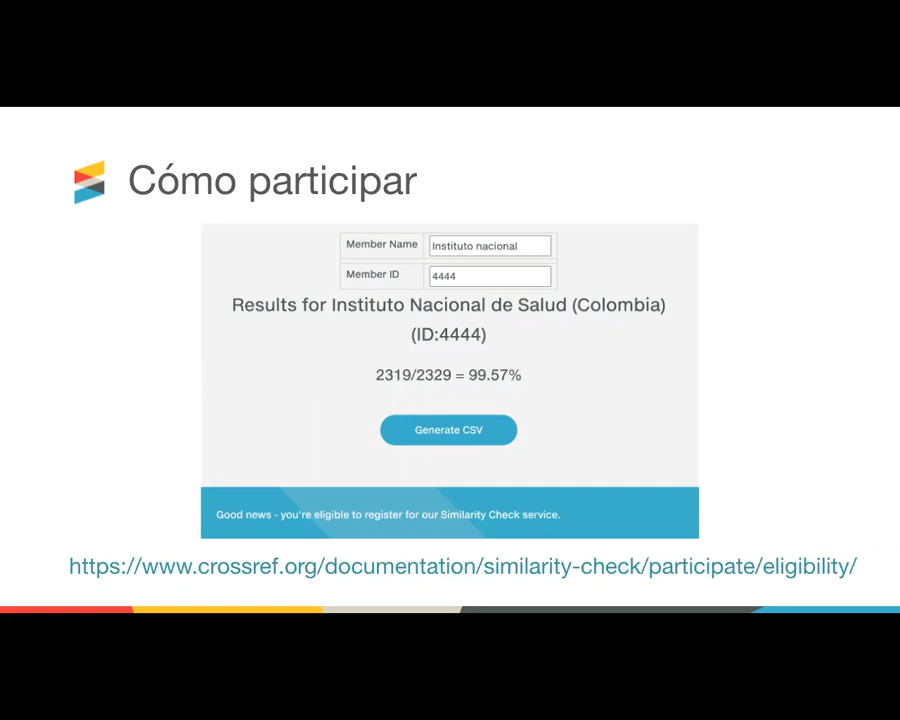 Cómo participar
Member Name Instituto nacional
Member ID 4444
Results for Instituto Nacional de Salud (Colombia)
(ID:4444)
2319/2329 = 99.57%
Generate CSV
Good news - you're eligible to register for our Similarity Check service.
https://www.crossref.org/documentation/similarity-check/participate/eligibility/